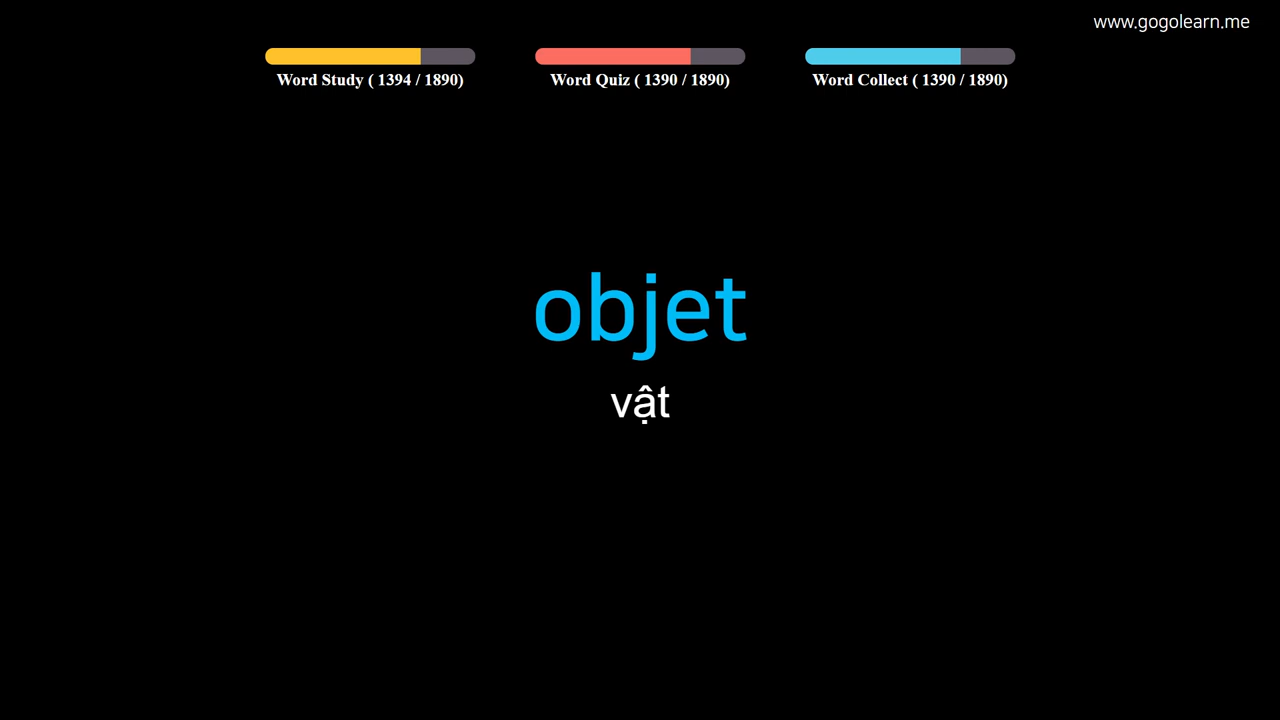 www.gogolearn.me
Word Study ( 1394 / 1890)
Word Quiz ( 1390 / 1890)
Word Collect ( 1390 / 1890)
objet
vật